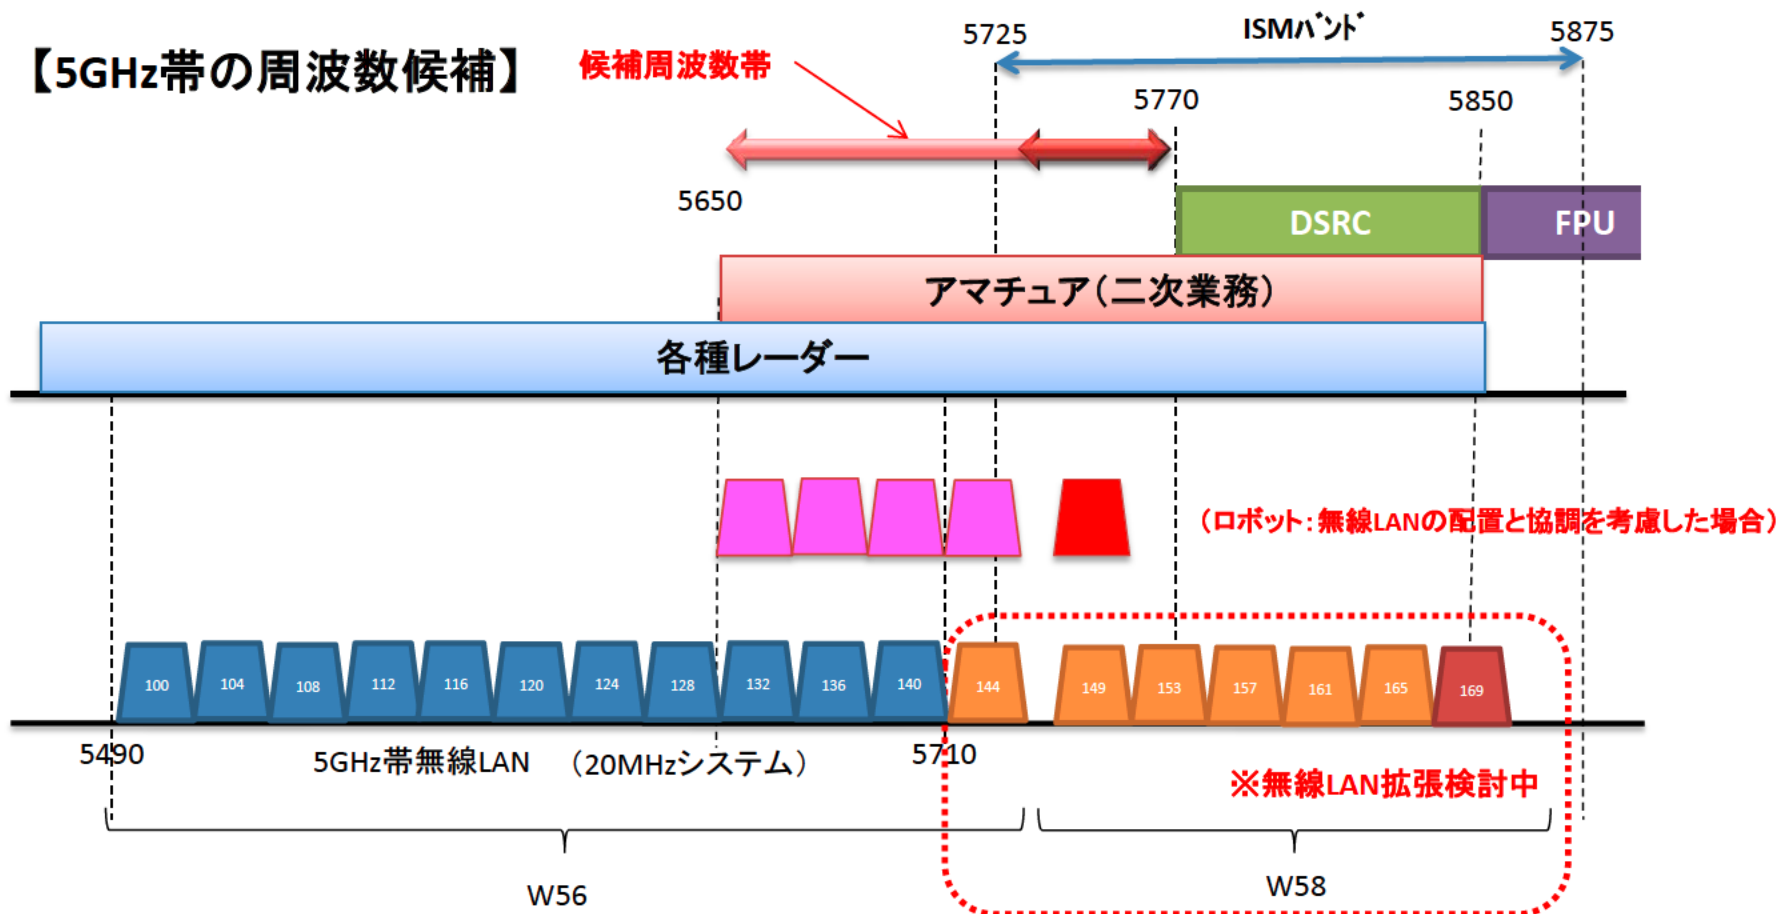 【5GHz帯の周波数候補】
候補周波数帯
5725
ISMバンド
5875
5770
5850
5650
DSRC
FPU
アマチュア（二次業務）
各種レーダー
（ロボット：無線LANの配置と協調を考慮した場合）
100
104
108
112
116
120
124
128
132
136
140
144
149
153
157
161
165
169
5490
5GHz帯無線LAN （20MHzシステム）
5710
※無線LAN拡張検討中
W56
W58